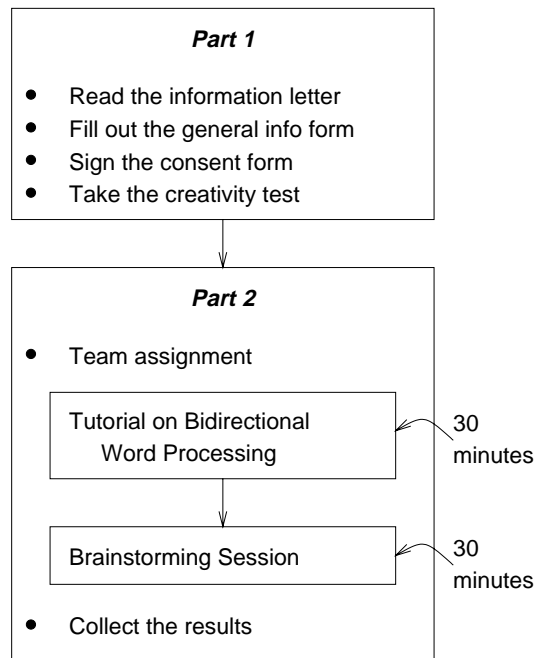 Part 1
• Read the information letter
• Fill out the general info form
• Sign the consent form
• Take the creativity test
Part 2
• Team assignment
Tutorial on Bidirectional
Word Processing
30
minutes
Brainstorming Session
30
minutes
• Collect the results